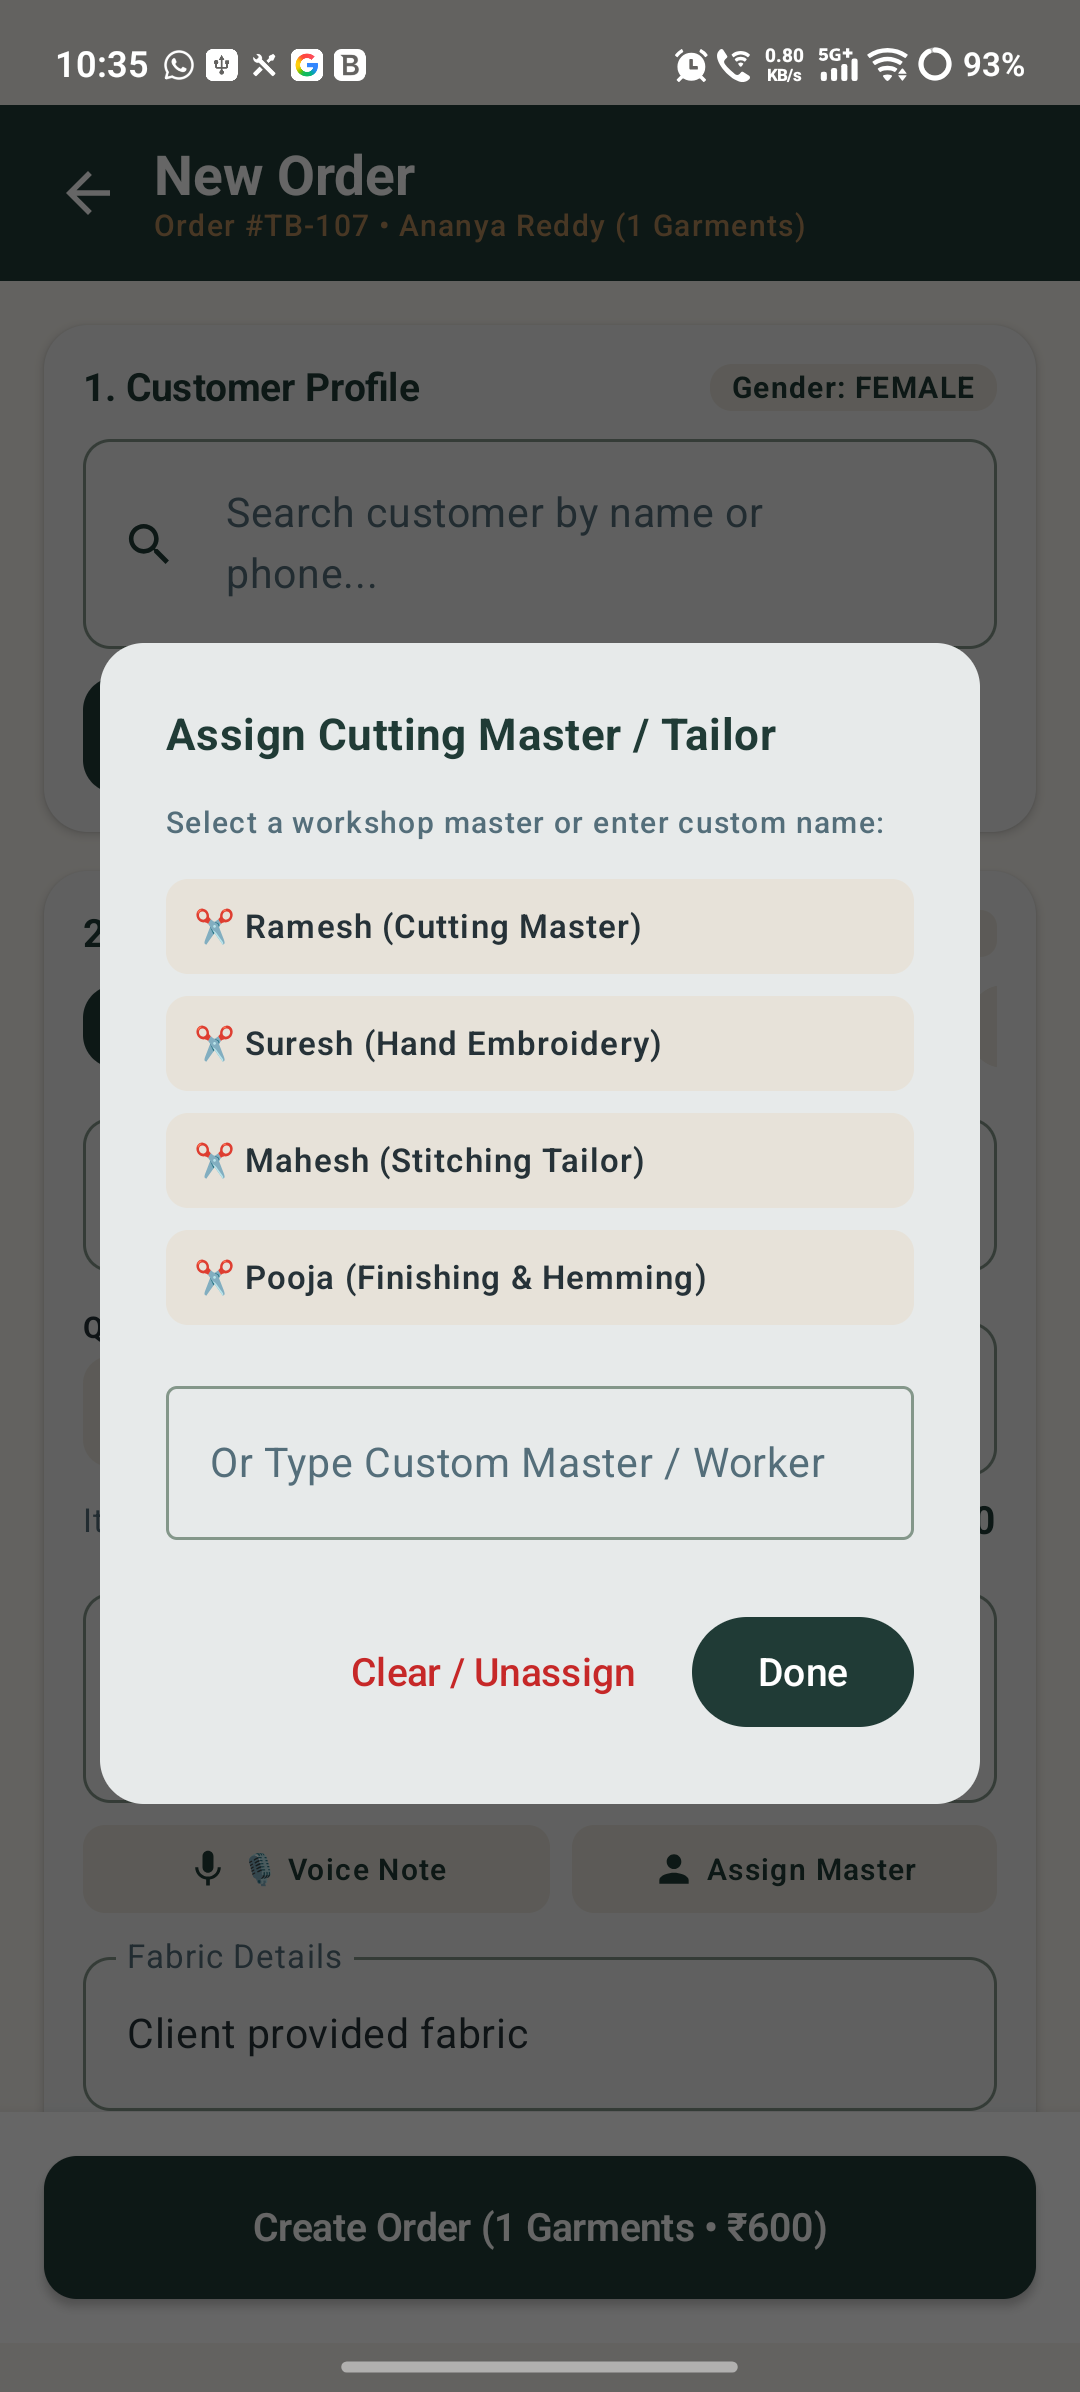 10:35
0.80
KB/s
5G+
93%
New Order
Order #TB-107 • Ananya Reddy (1 Garments)
1. Customer Profile
Gender: FEMALE
Search customer by name or
phone...
Assign Cutting Master / Tailor
Select a workshop master or enter custom name:
2
✂️ Ramesh (Cutting Master)
✂️ Suresh (Hand Embroidery)
✂️ Mahesh (Stitching Tailor)
✂️ Pooja (Finishing & Hemming)
Or Type Custom Master / Worker
0
Clear / Unassign
Done
🎙️ Voice Note
Assign Master
Fabric Details
Client provided fabric
Create Order (1 Garments • ₹600)